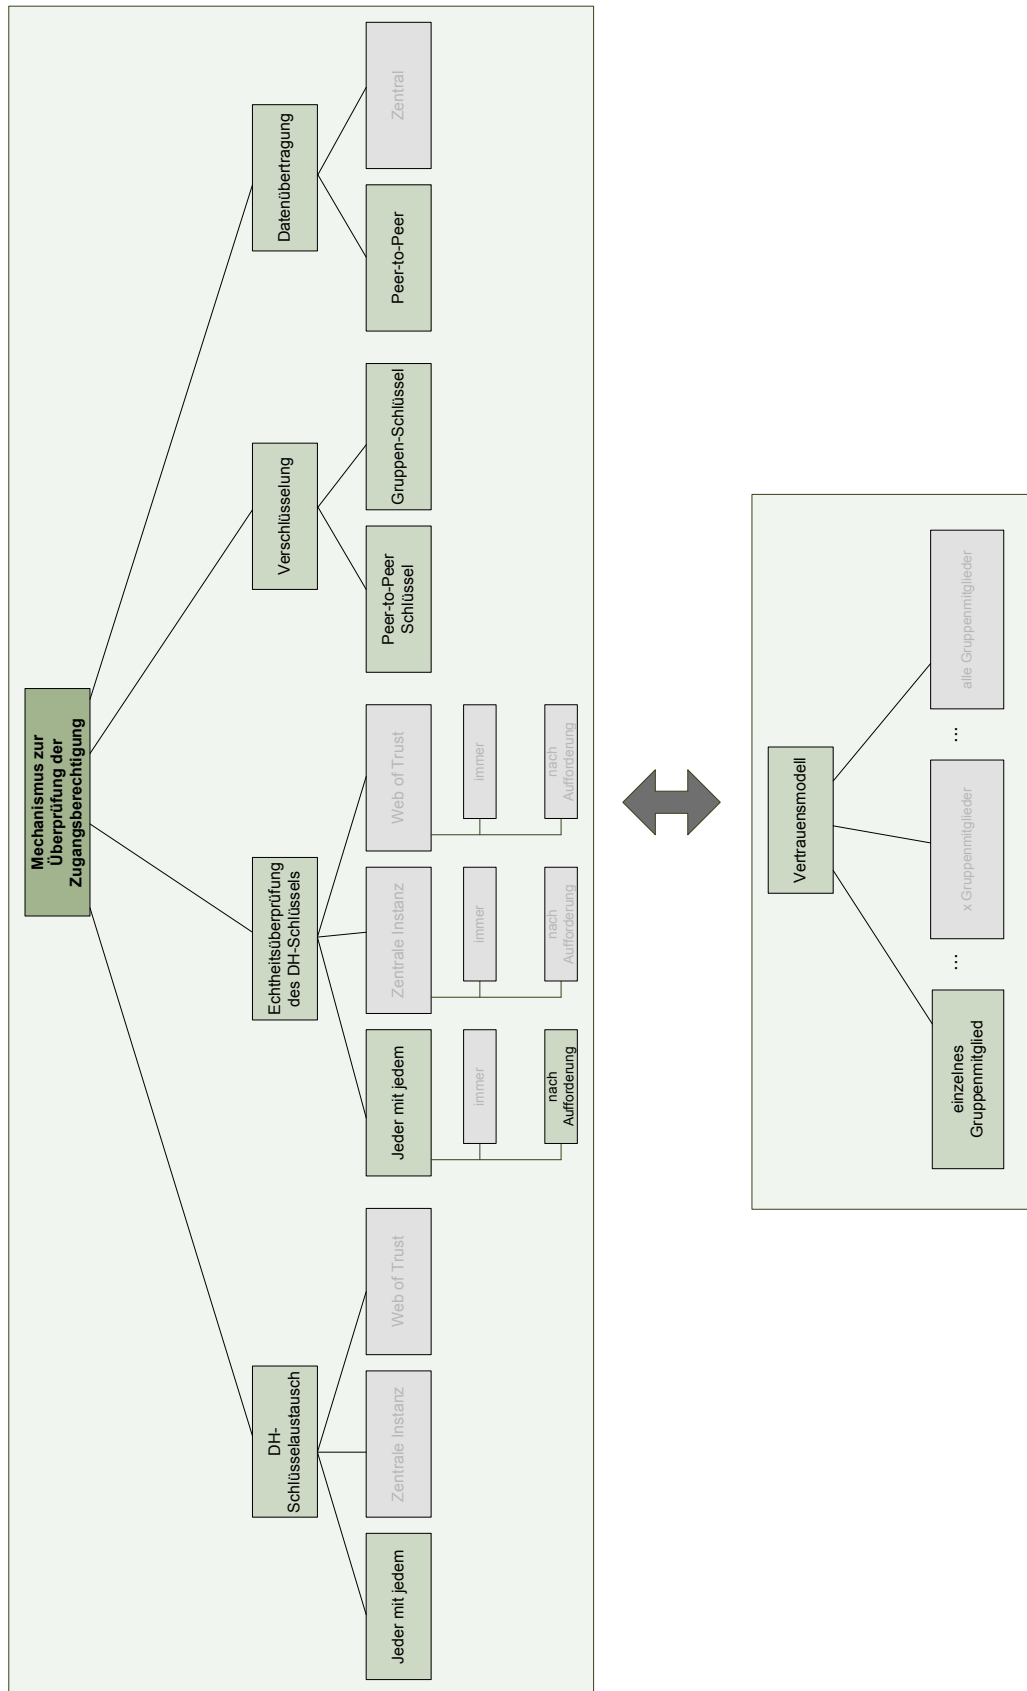 Mechanismus zur
Überprüfung der
Zugangsberechtigung
DH-
Schlüsselaustausch
Echtheitsüberprüfung
des DH-Schlüssels
Verschlüsselung
Datenübertragung
Jeder mit jedem
Zentrale Instanz
Web of Trust
Jeder mit jedem
Zentrale Instanz
Web of Trust
Peer-to-Peer
Schlüssel
Gruppen-Schlüssel
Peer-to-Peer
Zentral
immer
immer
immer
nach
Aufforderung
nach
Aufforderung
nach
Aufforderung
Vertrauensmodell
einzelnes
Gruppenmitglied
...
x Gruppenmitglieder
...
alle Gruppenmitglieder